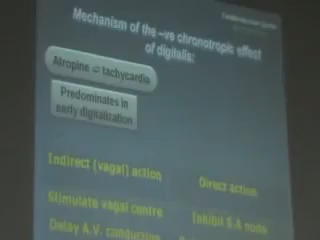 Mechanism of the –ve chronotropic effect
of digitalis:
Atropine ⇨ tachycardia
Predominates in
early digitalization
Indirect (vagal) action
Direct action
Stimulate vagal centre
Inhibit S.A node
Delay A.V. conduction